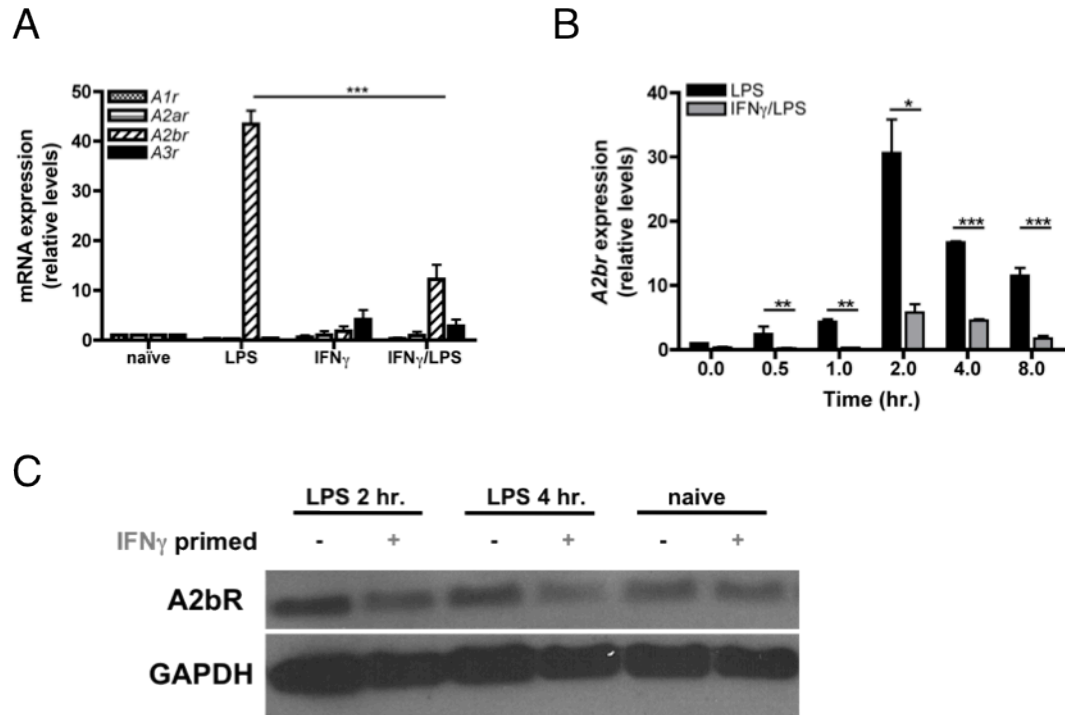 A
mRNA expression
(relative levels)
50
40
30
20
10
0
A1r
A2ar
A2br
A3r
***
naïve LPS IFNγ IFNγ/LPS
B
A2br expression
(relative levels)
40
30
20
10
0
LPS
IFNγ/LPS
** ** * *** ***
0.0 0.5 1.0 2.0 4.0 8.0
Time (hr.)
C
LPS 2 hr. LPS 4 hr. naive
IFNγ primed - + - + - +
A2bR
GAPDH